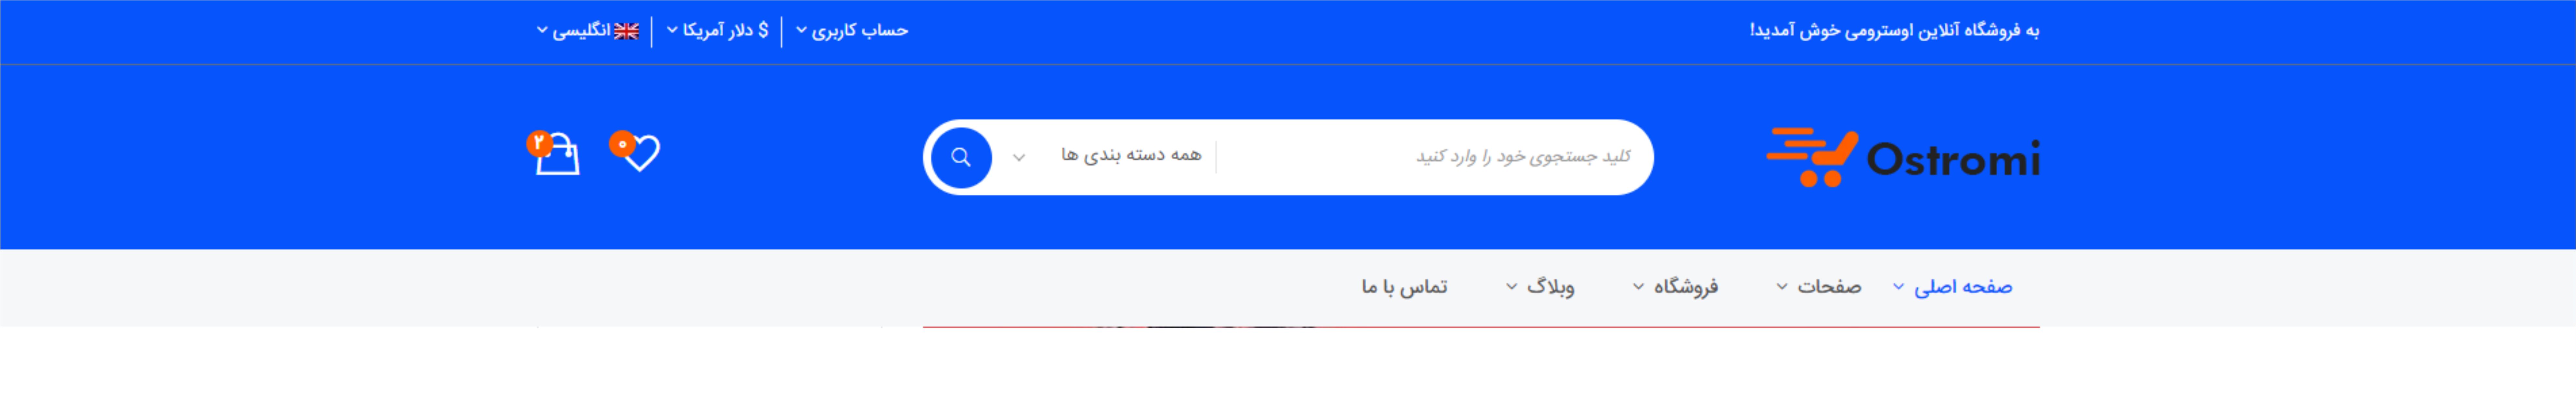 به فروشگاه آنلاین اوسترومی خوش آمدید!
حساب کاربری
$ دلار آمریکا
انگلیسی
Ostromi
کلید جستجوی خود را وارد کنید
همه دسته بندی ها
۰
۲
صفحه اصلی
صفحات
فروشگاه
وبلاگ
تماس با ما